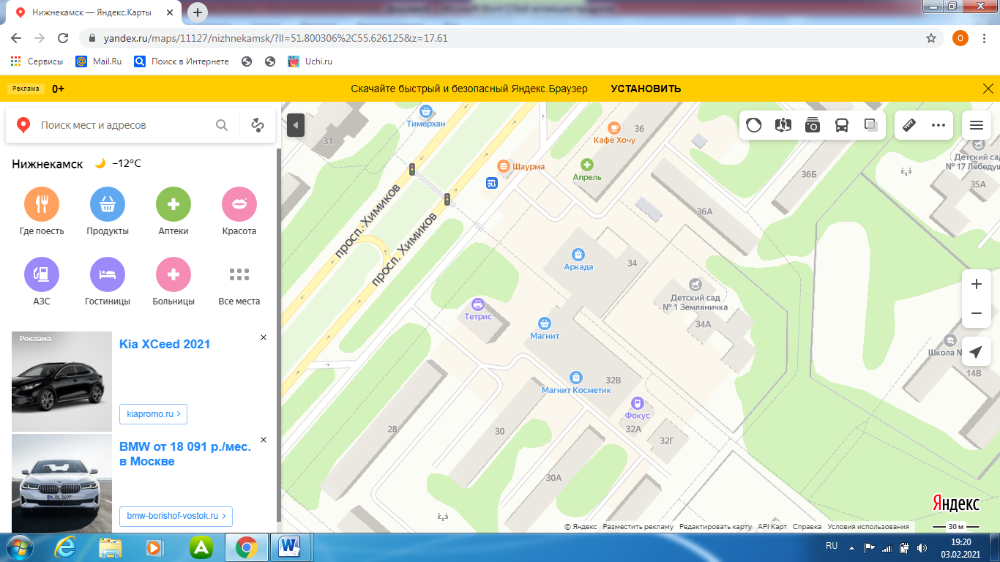 Нижнекамск — Яндекс.Карты
yandex.ru/maps/11127/nizhnekamsk/?ll=51.800306%2C55.626125&z=17.61
О
Сервисы
Mail.Ru
Поиск в Интернете
Uchi.ru
Реклама
0+
Скачайте быстрый и безопасный Яндекс.Браузер
УСТАНОВИТЬ
Поиск мест и адресов
Нижнекамск
−12°C
Где поесть
Продукты
Аптеки
Красота
АЗС
Гостиницы
Больницы
Все места
Реклама
Kia XCeed 2021
kiapromo.ru
BMW от 18 091 р./мес.
в Москве
bmw-borishof-vostok.ru
Тимерхан
31
Кафе Хочу
36
Шаурма
Апрель
36Б
Детский сад
№ 17 Лебедуш
35А
просп. Химиков
просп. Химиков
36А
Аркада
34
Детский сад
№ 1 Земляничка
34А
Тетрис
Магнит
Школа №
14В
32В
Магнит Косметик
Фокус
32А
32Г
28
30
30А
Яндекс
© Яндекс
Разместить рекламу
Редактировать карту
API Карт
Справка
Условия использования
30 м
RU
19:20
03.02.2021